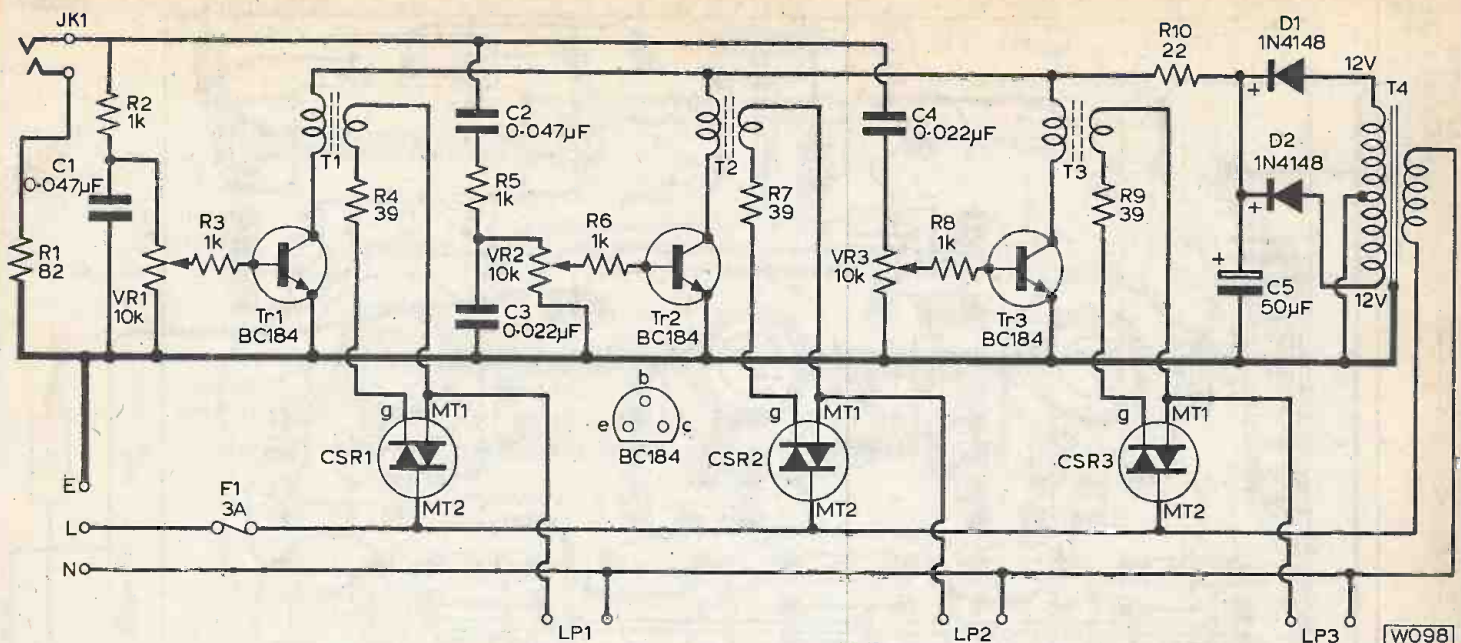 JK1
R2
1k
C1
0·047µF
R1
82
VR1
10k
R3
1k
Tr1
BC184
T1
R4
39
C2
0·047µF
R5
1k
VR2
10k
C3
0·022µF
R6
1k
Tr2
BC184
T2
R7
39
C4
0·022µF
VR3
10k
R8
1k
Tr3
BC184
T3
R9
39
R10
22
D1
1N4148
12V
T4
D2
1N4148
+
+
+
C5
50µF
12V
g
MT1
CSR1
MT2
b
e
c
BC184
g
MT1
CSR2
MT2
g
MT1
CSR3
MT2
E
L
F1
3A
N
LP1
LP2
LP3
W098